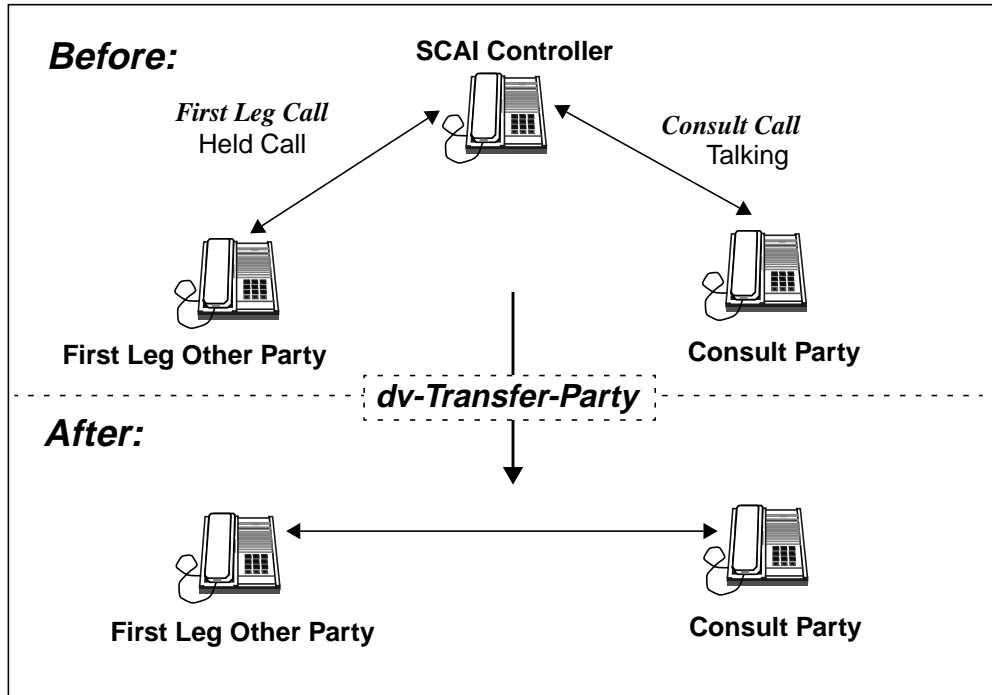 Before:
SCAI Controller
First Leg Call
Held Call
Consult Call
Talking
First Leg Other Party
Consult Party
dv-Transfer-Party
After:
First Leg Other Party
Consult Party